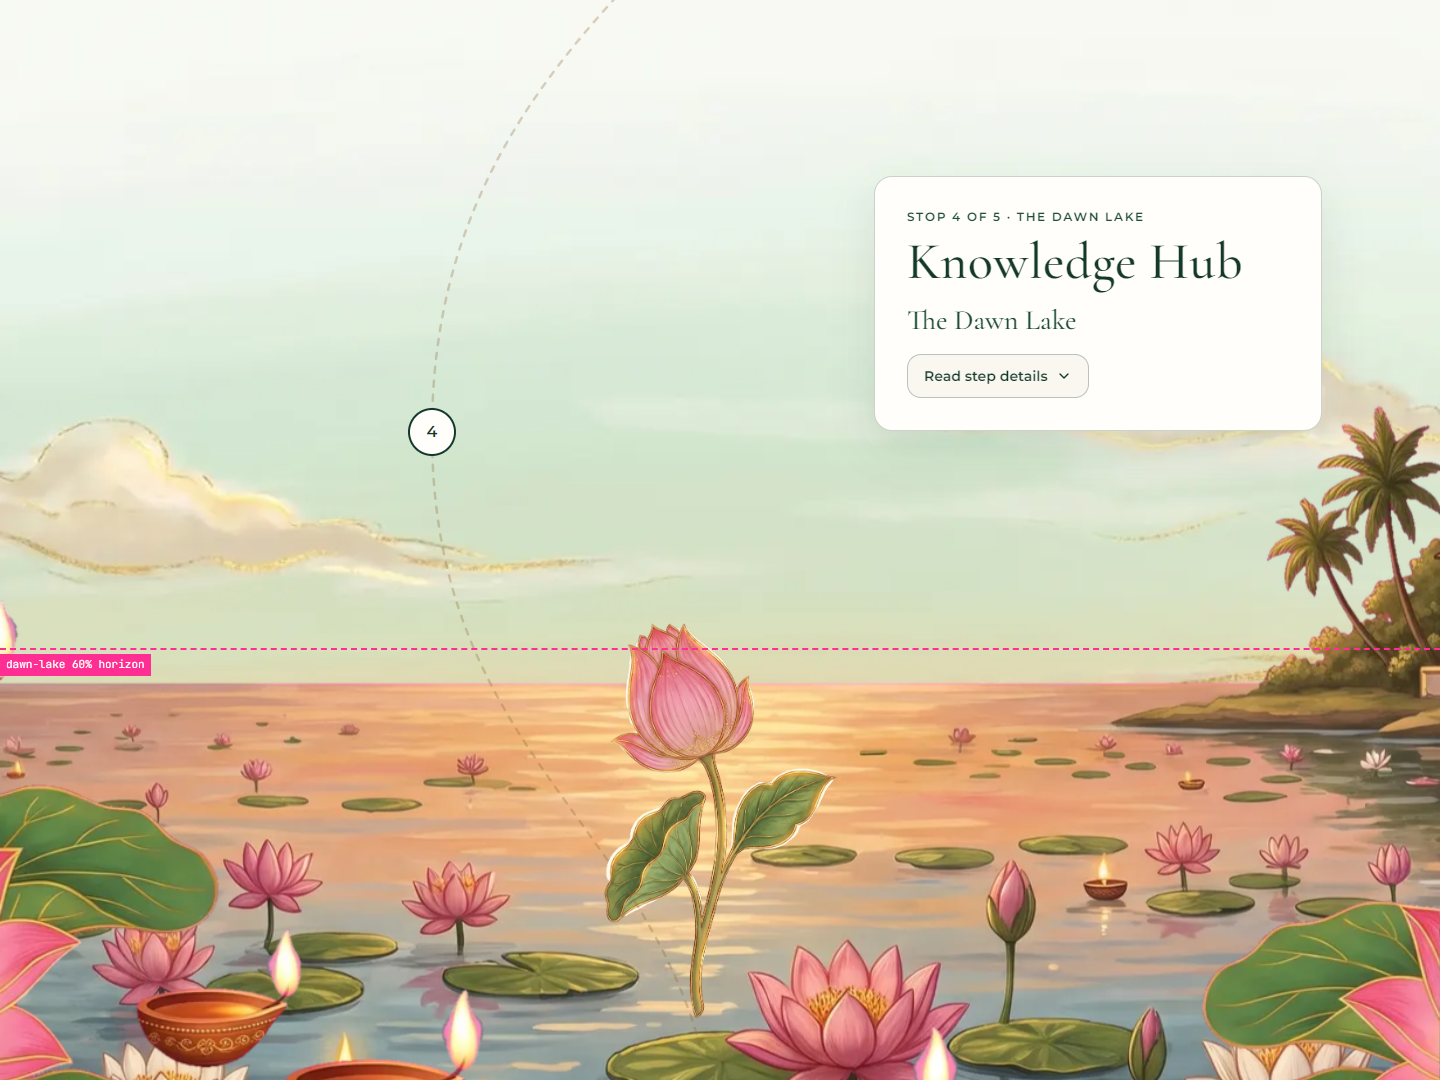 STOP 4 OF 5 · THE DAWN LAKE
Knowledge Hub
The Dawn Lake
Read step details
4
dawn-lake 60% horizon